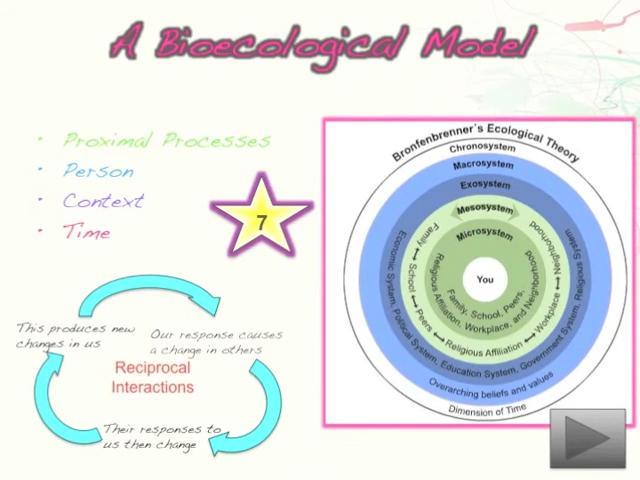 A Bioecological Model
• Proximal Processes
• Person
• Context
• Time
7
This produces new
changes in us
Our response causes
a change in others
Reciprocal
Interactions
Their responses to
us then change
Bronfenbrenner's Ecological Theory
Chronosystem
Macrosystem
Exosystem
Mesosystem
Microsystem
You
Family, School, Peers,
Religious Affiliation, Workplace, and Neighborhood
Family ↔ School ↔ Peers ↔ Religious Affiliation ↔ Workplace ↔ Neighborhood
Economic System, Political System, Education System, Government System, Religious System
Overarching beliefs and values
Dimension of Time